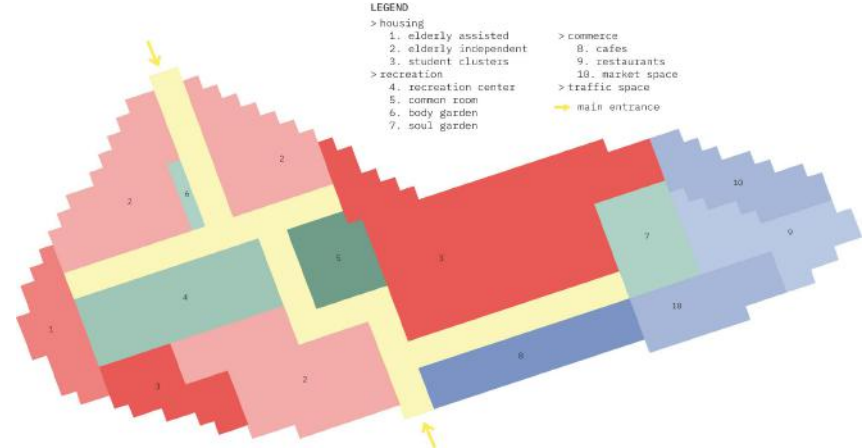 LEGEND
> housing
1. elderly assisted
2. elderly independent
3. student clusters
> recreation
4. recreation center
5. common room
6. body garden
7. soul garden
> commerce
8. cafes
9. restaurants
10. market space
> traffic space
main entrance
2
2
6
10
7
9
5
3
4
10
1
8
3
2